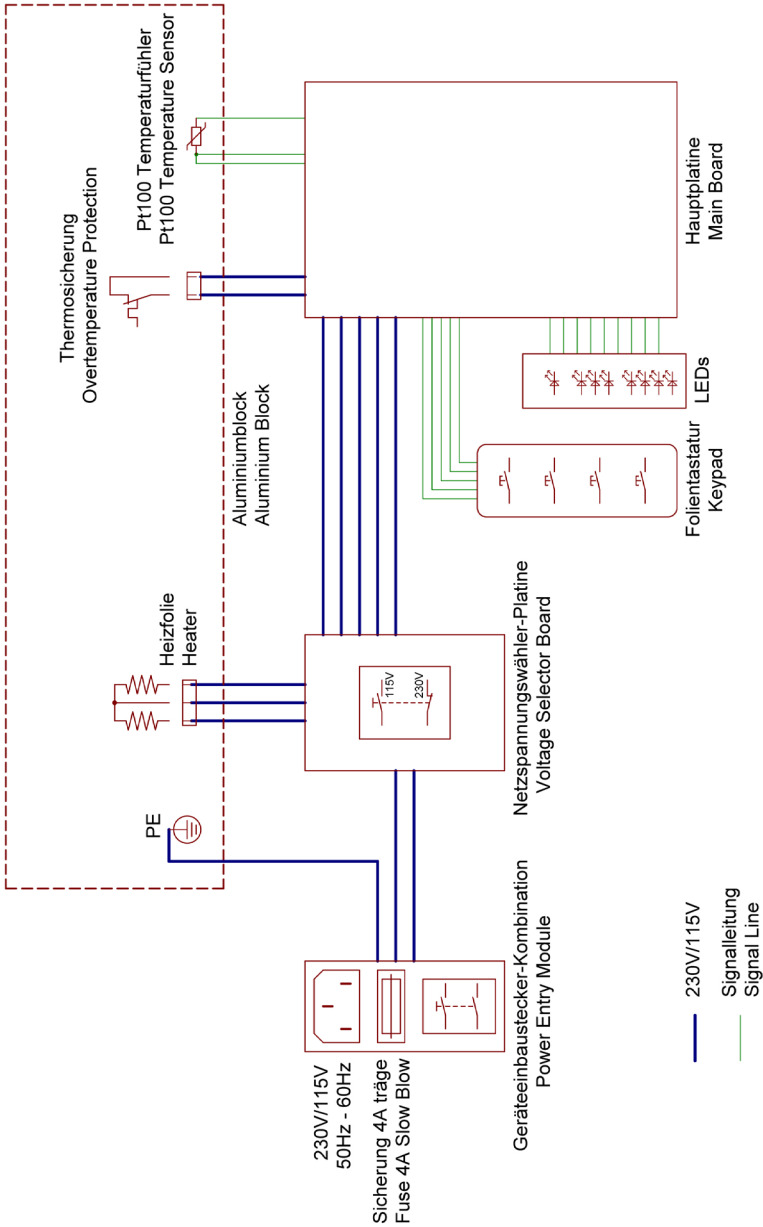 Pt100 Temperaturfühler
Pt100 Temperature Sensor
Thermosicherung
Overtemperature Protection
Hauptplatine
Main Board
Aluminiumblock
Aluminium Block
LEDs
Folientastatur
Keypad
Heizfolie
Heater
115V
230V
Netzspannungswähler-Platine
Voltage Selector Board
PE
Geräteeinbaustecker-Kombination
Power Entry Module
230V/115V
50Hz - 60Hz
Sicherung 4A träge
Fuse 4A Slow Blow
230V/115V
Signalleitung
Signal Line